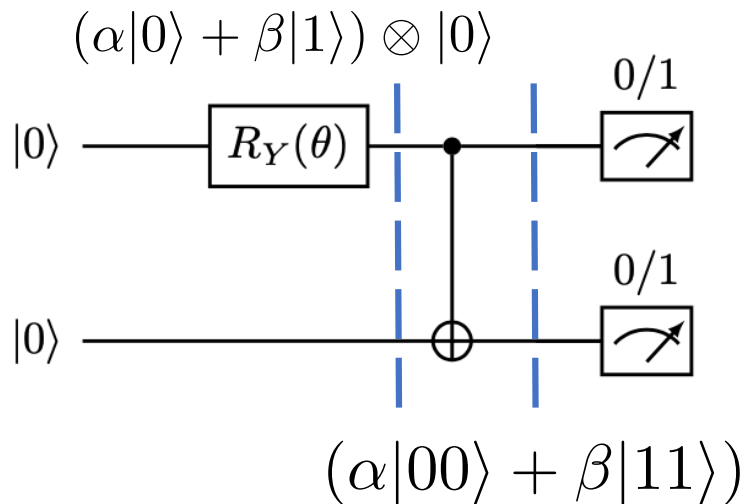 (α|0⟩ + β|1⟩) ⊗ |0⟩
0/1
|0⟩ R_Y(θ)
0/1
|0⟩
(α|00⟩ + β|11⟩)